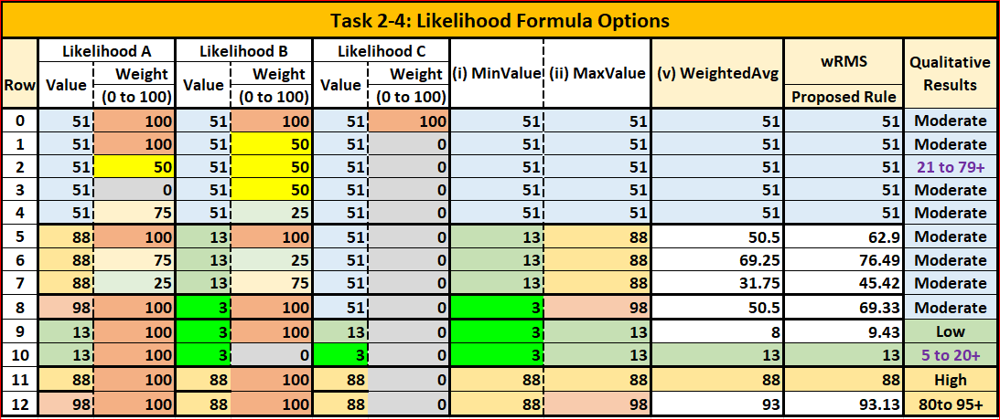 Task 2-4: Likelihood Formula Options
Likelihood A Likelihood B Likelihood C
Row Value Weight Value Weight Value Weight (i) MinValue (ii) MaxValue (v) WeightedAvg wRMS Qualitative
(0 to 100) (0 to 100) (0 to 100) Proposed Rule Results
0 51 100 51 100 51 100 51 51 51 51 Moderate
1 51 100 51 50 51 0 51 51 51 51 Moderate
2 51 50 51 50 51 0 51 51 51 51 21 to 79+
3 51 0 51 50 51 0 51 51 51 51 Moderate
4 51 75 51 25 51 0 51 51 51 51 Moderate
5 88 100 13 100 51 0 13 88 50.5 62.9 Moderate
6 88 75 13 25 51 0 13 88 69.25 76.49 Moderate
7 88 25 13 75 51 0 13 88 31.75 45.42 Moderate
8 98 100 3 100 51 0 3 98 50.5 69.33 Moderate
9 13 100 3 100 13 0 3 13 8 9.43 Low
10 13 100 3 0 3 0 3 13 13 13 5 to 20+
11 88 100 88 100 88 0 88 88 88 88 High
12 98 100 88 100 88 0 88 98 93 93.13 80to 95+